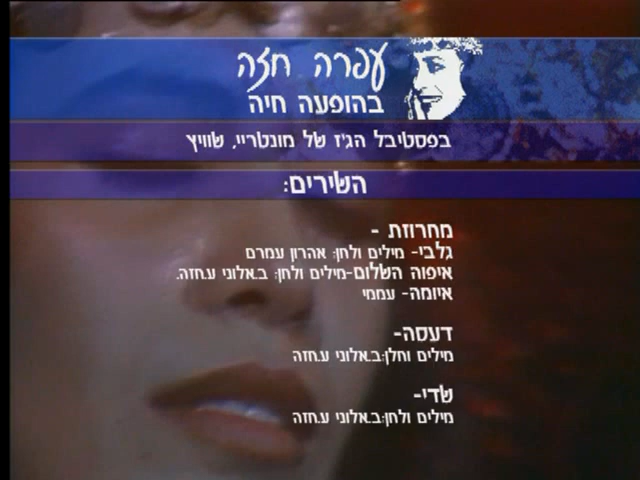 עפרה חזה
בהופעה חיה
בפסטיבל הג'ז של מונטריי, שוויץ
השירים:
מחרוזת -
גלבי- מילים ולחן: אהרון עמרם
איפוה השלום-מילים ולחן: ב.אלוני ע.חזה.
איומה- עממי
דעסה-
מילים וחלן:ב.אלוני ע.חזה
שדי-
מילים ולחן:ב.אלוני ע.חזה